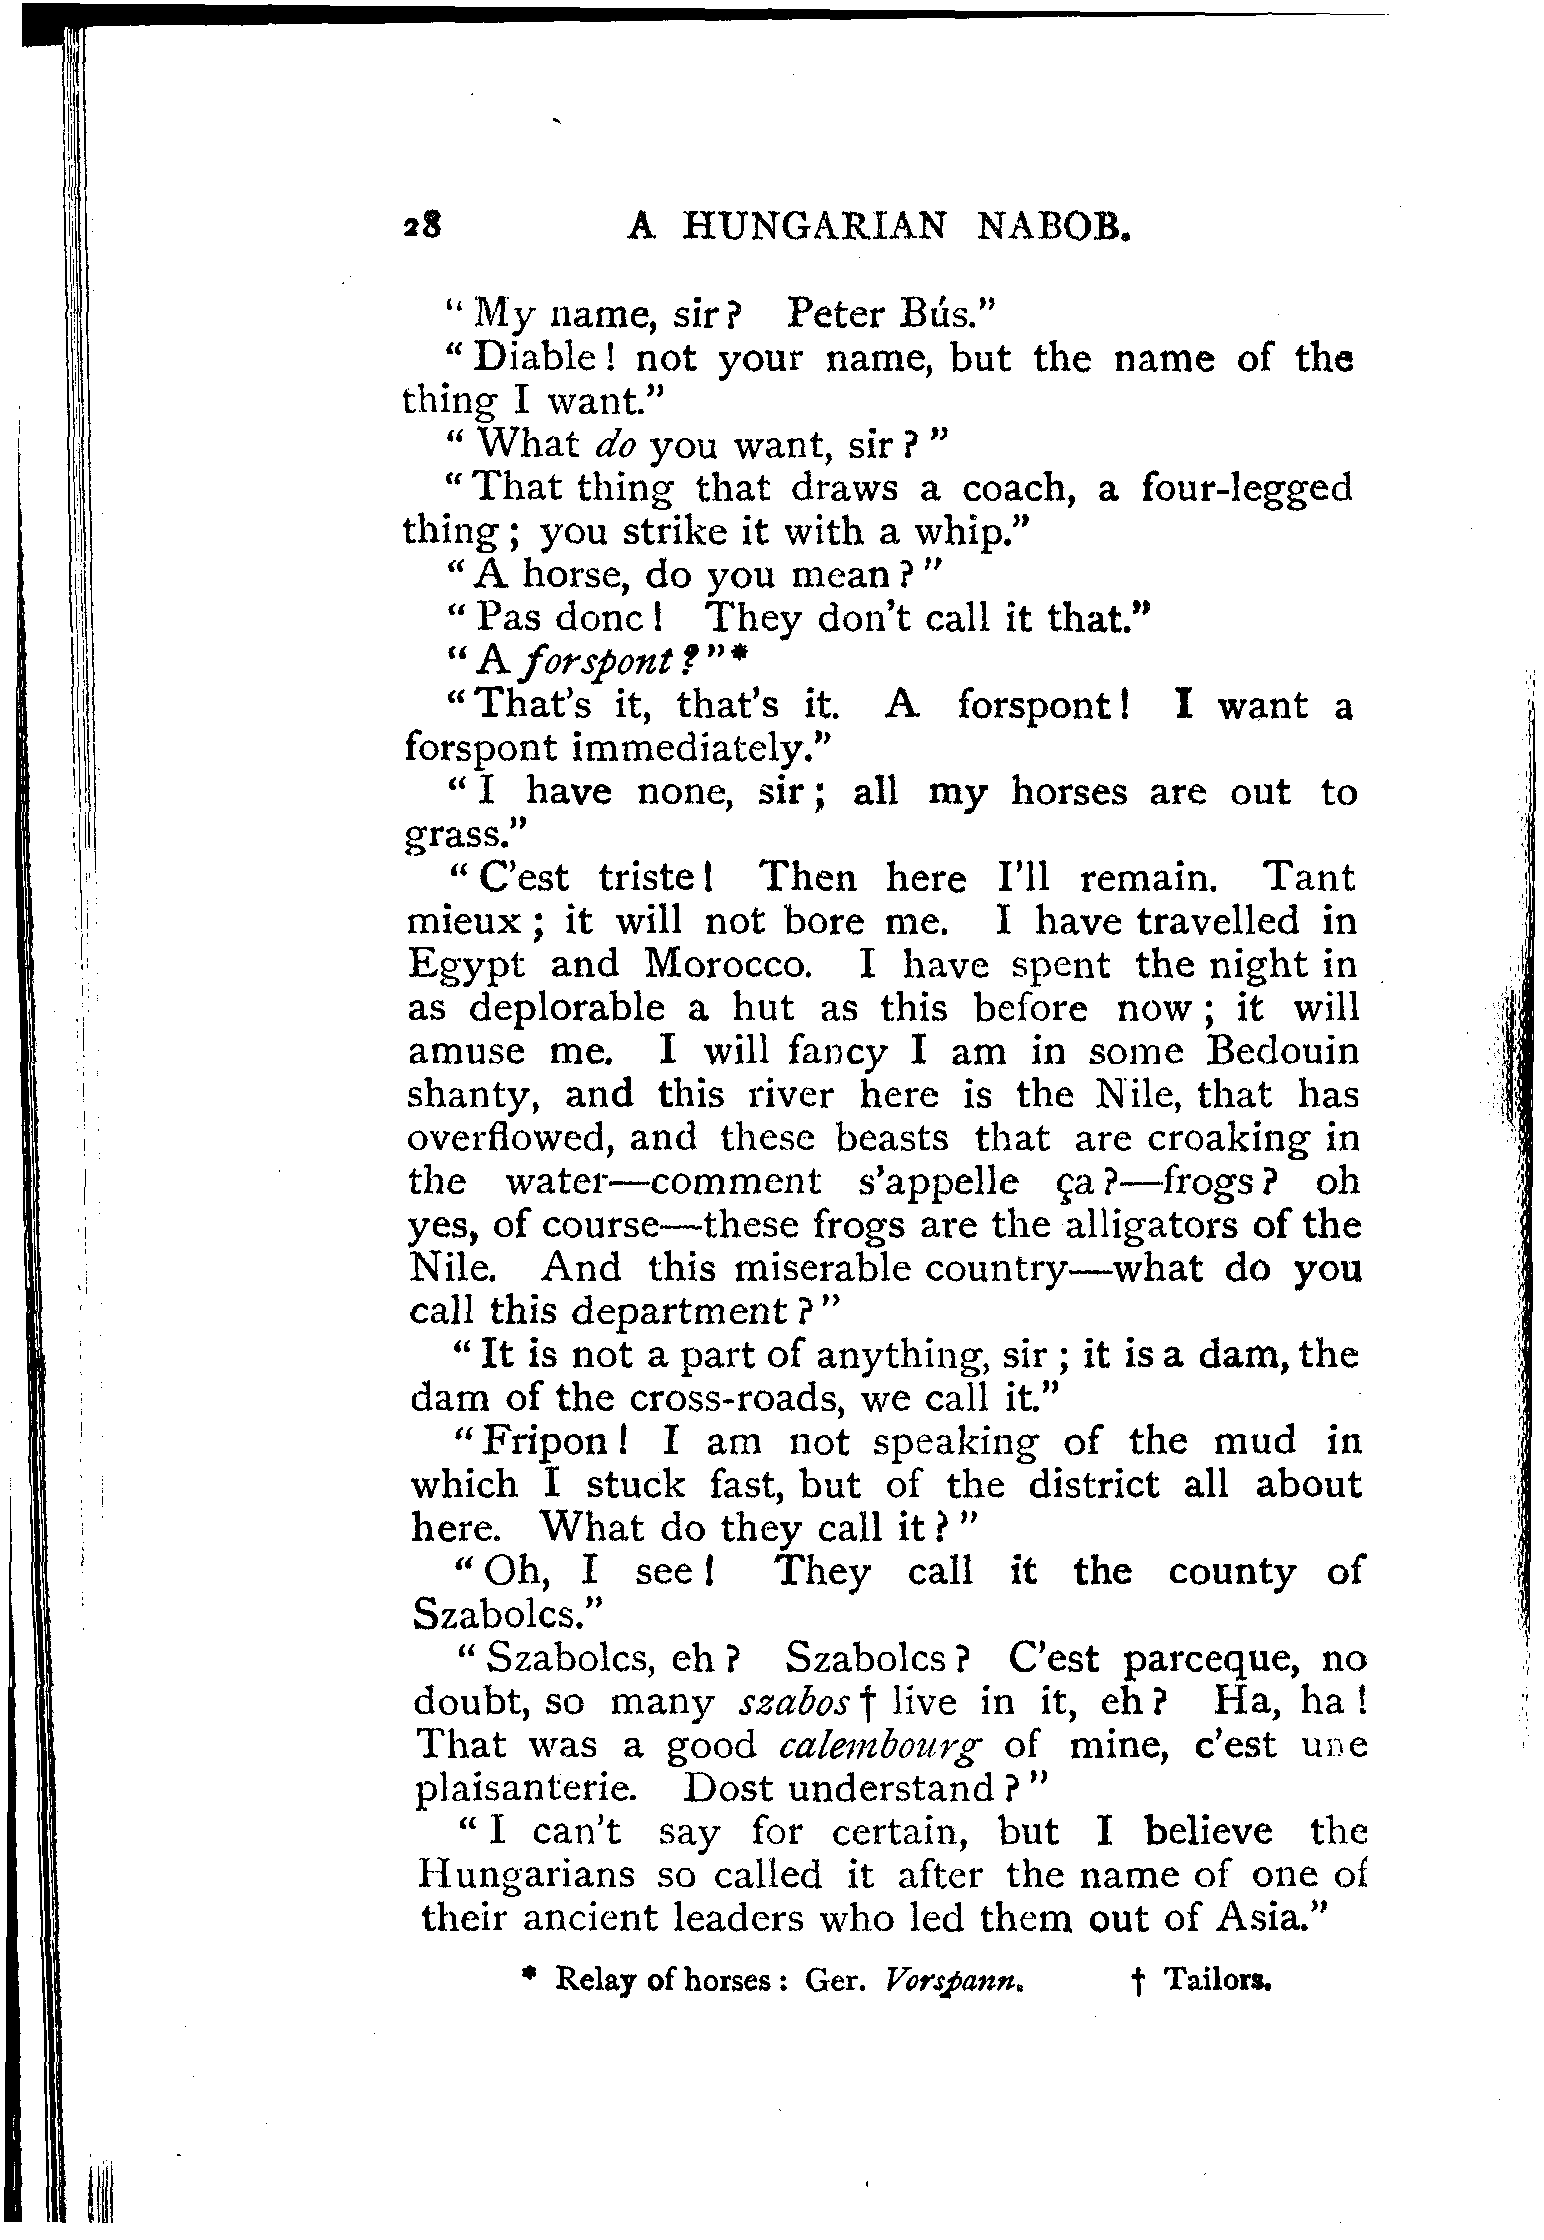 28 A HUNGARIAN NABOB.
“ My name, sir? Peter Bús.”
“ Diable! not your name, but the name of the
thing I want.”
“ What do you want, sir? ”
“ That thing that draws a coach, a four-legged
thing; you strike it with a whip.”
“ A horse, do you mean? ”
“ Pas donc! They don't call it that.”
“ A forspont? ”*
“ That's it, that's it. A forspont! I want a
forspont immediately.”
“ I have none, sir; all my horses are out to
grass.”
“ C'est triste! Then here I'll remain. Tant
mieux; it will not bore me. I have travelled in
Egypt and Morocco. I have spent the night in
as deplorable a hut as this before now; it will
amuse me. I will fancy I am in some Bedouin
shanty, and this river here is the Nile, that has
overflowed, and these beasts that are croaking in
the water—comment s'appelle ça?—frogs? oh
yes, of course—these frogs are the alligators of the
Nile. And this miserable country—what do you
call this department? ”
“ It is not a part of anything, sir; it is a dam, the
dam of the cross-roads, we call it.”
“ Fripon! I am not speaking of the mud in
which I stuck fast, but of the district all about
here. What do they call it? ”
“ Oh, I see! They call it the county of
Szabolcs.”
“ Szabolcs, eh? Szabolcs? C'est parceque, no
doubt, so many szabos † live in it, eh? Ha, ha!
That was a good calembourg of mine, c'est une
plaisanterie. Dost understand? ”
“ I can't say for certain, but I believe the
Hungarians so called it after the name of one of
their ancient leaders who led them out of Asia.”
* Relay of horses: Ger. Vorspann. † Tailors.